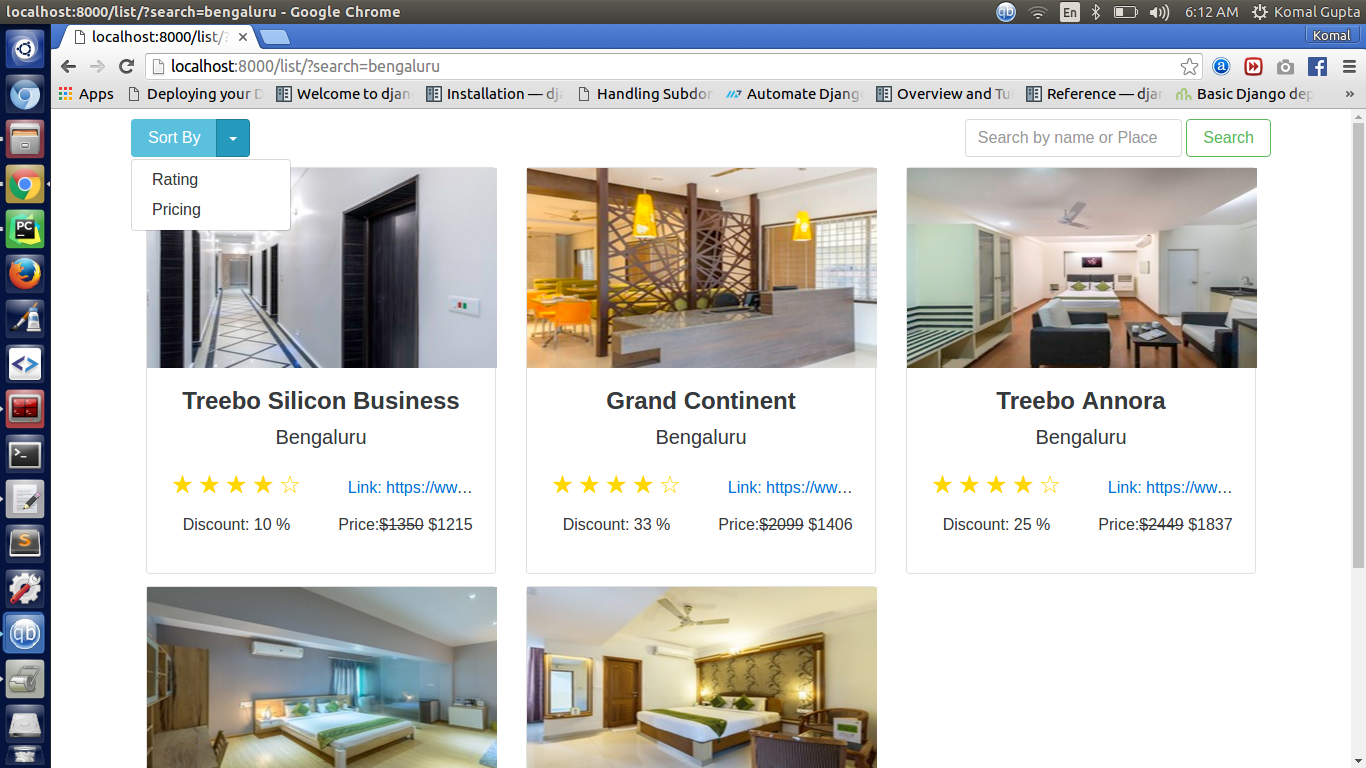 localhost:8000/list/?search=bengaluru - Google Chrome
En
6:12 AM
Komal Gupta
localhost:8000/list/?
Komal
localhost:8000/list/?search=bengaluru
Apps
Deploying your D
Welcome to djan
Installation — dja
Handling Subdom
Automate Django
Overview and Tu
Reference — djan
Basic Django dep
»
Sort By
Search by name or Place
Search
Rating
Pricing
Treebo Silicon Business
Bengaluru
★ ★ ★ ★ ☆
Link: https://ww…
Discount: 10 %
Price:$1350 $1215
Grand Continent
Bengaluru
★ ★ ★ ★ ☆
Link: https://ww…
Discount: 33 %
Price:$2099 $1406
Treebo Annora
Bengaluru
★ ★ ★ ★ ☆
Link: https://ww…
Discount: 25 %
Price:$2449 $1837